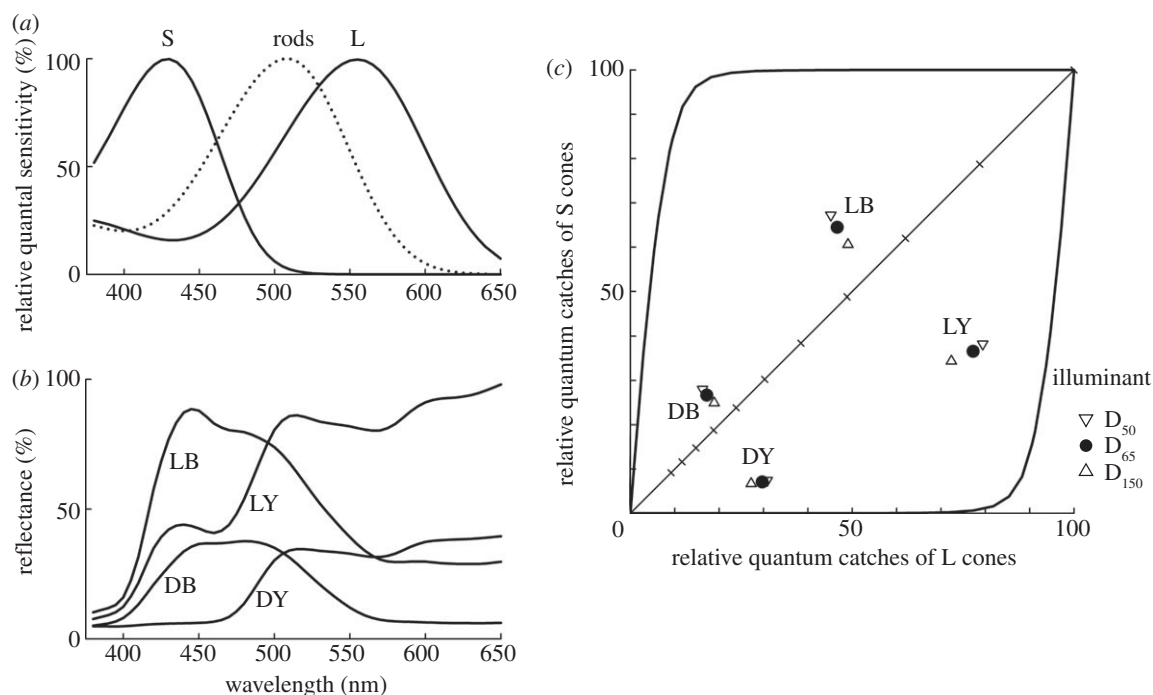 (a)
S
rods
L
relative quantal sensitivity (%)
100
50
0
400
450
500
550
600
650
(b)
100
50
0
LB
LY
DB
DY
reflectance (%)
400
450
500
550
600
650
wavelength (nm)
(c)
100
50
0
50
100
relative quantum catches of S cones
relative quantum catches of L cones
LB
LY
DB
DY
illuminant
D50
D65
D150